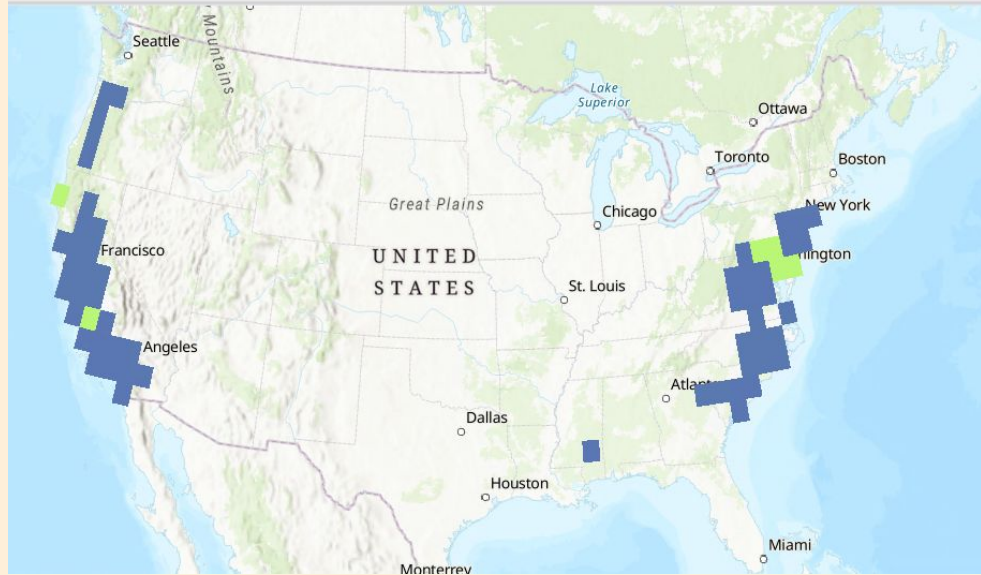 Seattle
Mountains
Lake
Superior
Ottawa
Toronto
Boston
Great Plains
Chicago
New York
Francisco
UNITED
STATES
St. Louis
Angeles
Dallas
Houston
Miami
Monterrey